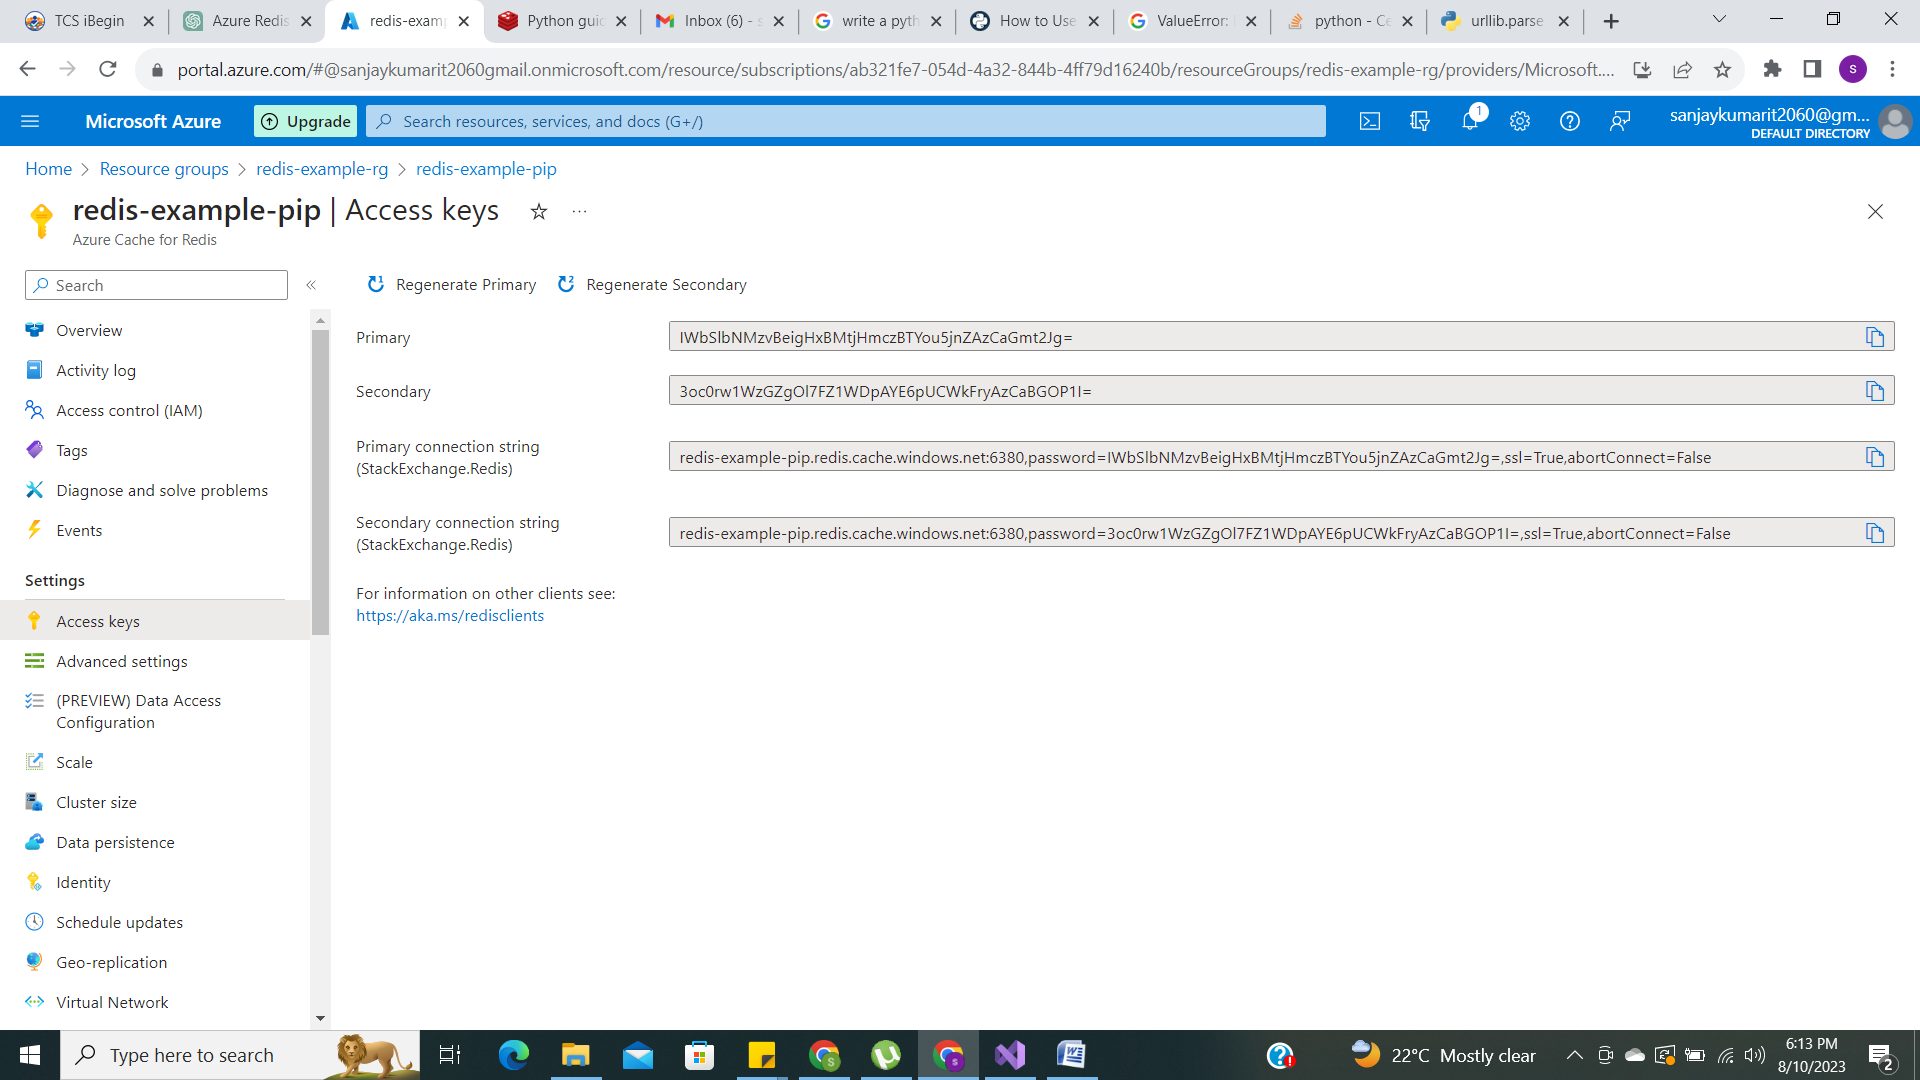 TCS iBegin
Azure Redis
redis-exam
Python gui
Inbox (6) - s
write a pyth
How to Use
ValueError:
python - Ce
urllib.parse
portal.azure.com/#@sanjaykumarit2060gmail.onmicrosoft.com/resource/subscriptions/ab321fe7-054d-4a32-844b-4ff79d16240b/resourceGroups/redis-example-rg/providers/Microsoft....
s
Microsoft Azure
Upgrade
Search resources, services, and docs (G+/)
1
sanjaykumarit2060@gm...
DEFAULT DIRECTORY
Home > Resource groups > redis-example-rg > redis-example-pip
redis-example-pip | Access keys
...
Azure Cache for Redis
Search
«
Regenerate Primary
Regenerate Secondary
Overview
Activity log
Access control (IAM)
Tags
Diagnose and solve problems
Events
Settings
Access keys
Advanced settings
(PREVIEW) Data Access
Configuration
Scale
Cluster size
Data persistence
Identity
Schedule updates
Geo-replication
Virtual Network
Primary
IWbSlbNMzvBeigHxBMtjHmczBTYou5jnZAzCaGmt2Jg=
Secondary
3oc0rw1WzGZgOl7FZ1WDpAYE6pUCWkFryAzCaBGOP1I=
Primary connection string
(StackExchange.Redis)
redis-example-pip.redis.cache.windows.net:6380,password=IWbSlbNMzvBeigHxBMtjHmczBTYou5jnZAzCaGmt2Jg=,ssl=True,abortConnect=False
Secondary connection string
(StackExchange.Redis)
redis-example-pip.redis.cache.windows.net:6380,password=3oc0rw1WzGZgOl7FZ1WDpAYE6pUCWkFryAzCaBGOP1I=,ssl=True,abortConnect=False
For information on other clients see:
https://aka.ms/redisclients
Type here to search
22°C Mostly clear
6:13 PM
8/10/2023
2